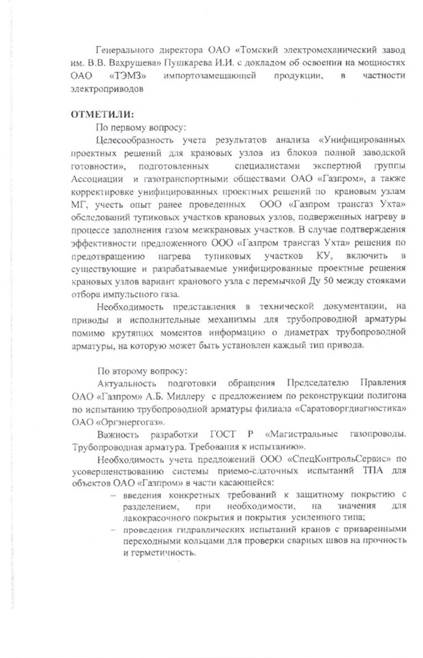 Генерального директора ОАО «Томский электромеханический завод
им. В.В. Вахрушева» Пушкарева И.И. с докладом об освоении на мощностях
ОАО «ТЭМЗ» импортозамещающей продукции, в частности
электроприводов
ОТМЕТИЛИ:
По первому вопросу:
Целесообразность учета результатов анализа «Унифицированных
проектных решений для крановых узлов из блоков полной заводской
готовности», подготовленных специалистами экспертной группы
Ассоциации и газотранспортными обществами ОАО «Газпром», а также
корректировке унифицированных проектных решений по крановым узлам
МГ, учесть опыт ранее проведенных ООО «Газпром трансгаз Ухта»
обследований тупиковых участков крановых узлов, подверженных нагреву в
процессе заполнения газом межкрановых участков. В случае подтверждения
эффективности предложенного ООО «Газпром трансгаз Ухта» решения по
предотвращению нагрева тупиковых участков КУ, включить в
существующие и разрабатываемые унифицированные проектные решения
крановых узлов вариант кранового узла с перемычкой Ду 50 между стояками
отбора импульсного газа.
Необходимость представления в технической документации, на
приводы и исполнительные механизмы для трубопроводной арматуры
помимо крутящих моментов информацию о диаметрах трубопроводной
арматуры, на которую может быть установлен каждый тип привода.
По второму вопросу:
Актуальность подготовки обращения Председателю Правления
ОАО «Газпром» А.Б. Миллеру с предложением по реконструкции полигона
по испытанию трубопроводной арматуры филиала «Саратоворгдиагностика»
ОАО «Оргэнергогаз».
Важность разработки ГОСТ Р «Магистральные газопроводы.
Трубопроводная арматура. Требования к испытанию».
Необходимость учета предложений ООО «СпецКонтрольСервис» по
усовершенствованию системы приемо-сдаточных испытаний ТПА для
объектов ОАО «Газпром» в части касающейся:
– введения конкретных требований к защитному покрытию с
разделением, при необходимости, на значения для
лакокрасочного покрытия и покрытия усиленного типа;
– проведения гидравлических испытаний кранов с приваренными
переходными кольцами для проверки сварных швов на прочность
и герметичность.